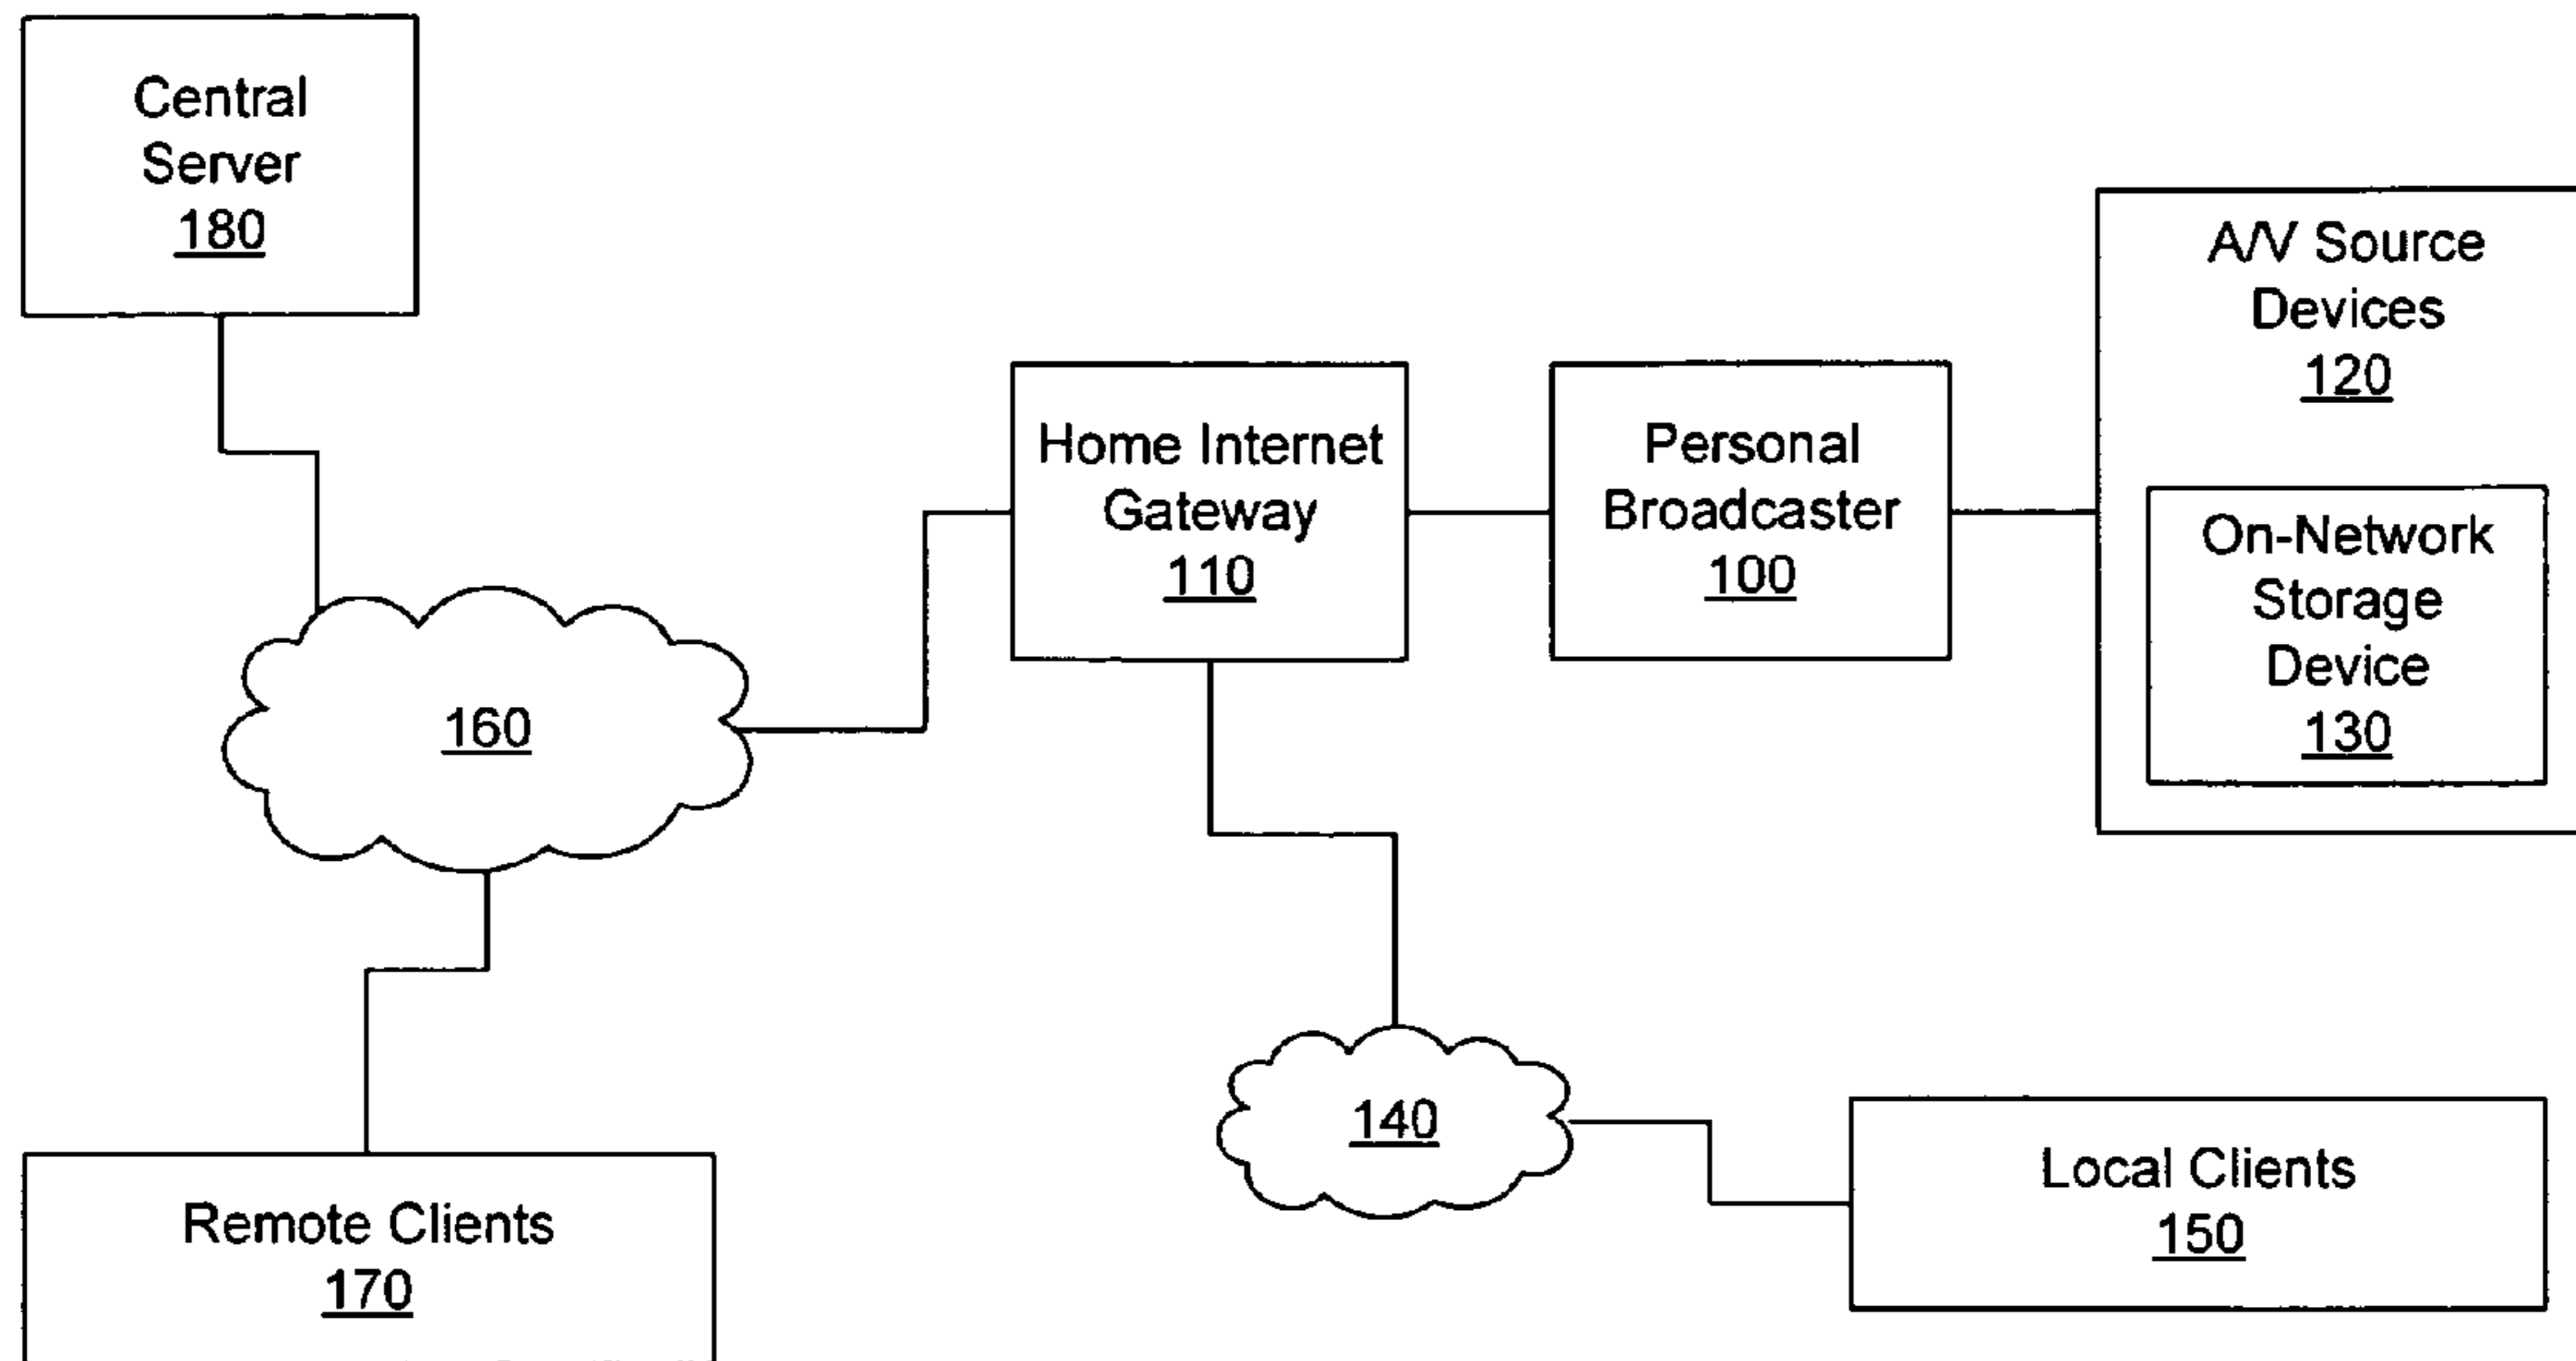 Central
Server
180
A/V Source
Devices
120
Home Internet
Gateway
110
Personal
Broadcaster
100
On-Network
Storage
Device
130
160
140
Local Clients
150
Remote Clients
170